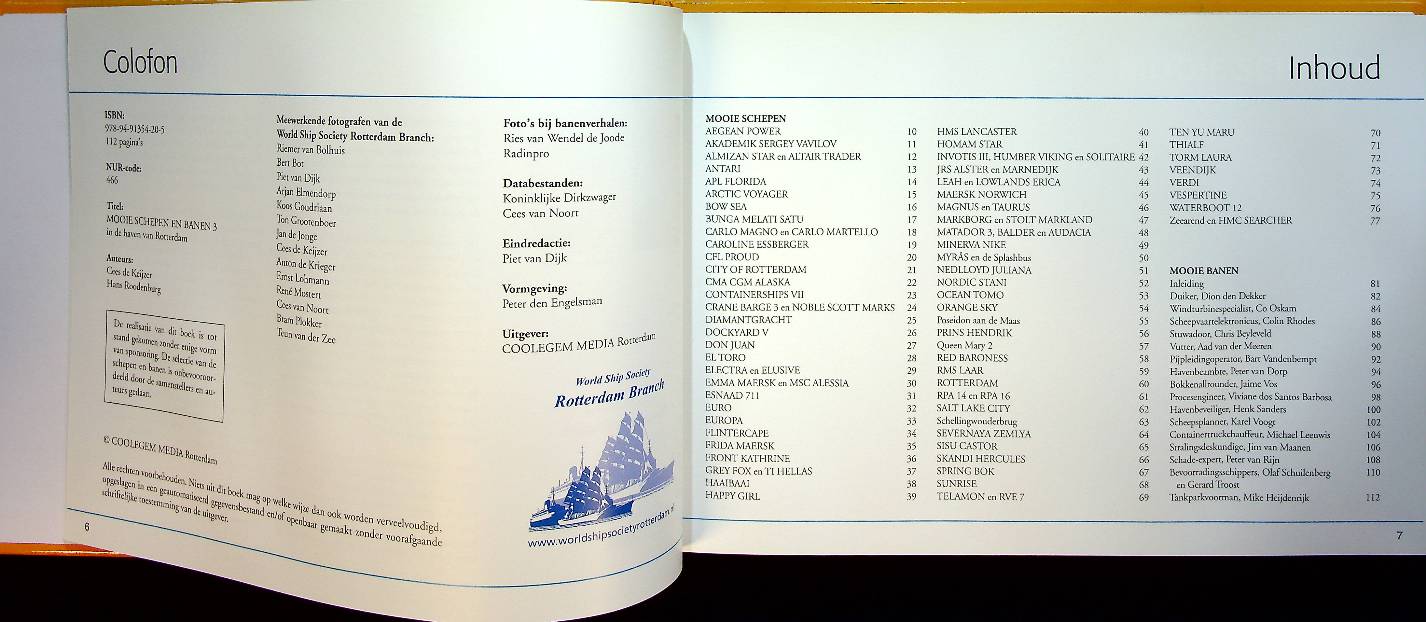 Colofon
ISBN:
978-94-91354-20-5
112 pagina's
NUR-code:
466
Titel:
MOOIE SCHEPEN EN BANEN 3
in de haven van Rotterdam
Auteurs:
Cees de Keijzer
Hans Roodenburg
De realisatie van dit boek is tot
stand gekomen zonder enige vorm
van sponsoring. De selectie van de
schepen en banen is onbevooroor-
deeld door de samenstellers en au-
teurs gedaan.
© COOLEGEM MEDIA Rotterdam
Alle rechten voorbehouden. Niets uit dit boek mag op welke wijze dan ook worden verveelvoudigd,
opgeslagen in een geautomatiseerd gegevensbestand en/of openbaar gemaakt zonder voorafgaande
schriftelijke toestemming van de uitgever.
6
Meewerkende fotografen van de
World Ship Society Rotterdam Branch:
Riemer van Bolhuis
Bert Bot
Piet van Dijk
Arjan Elmendorp
Koos Goudriaan
Ton Grootenboer
Jan de Jonge
Cees de Keijzer
Anton de Krieger
Ernst Lohmann
René Mostert
Cees van Noort
Bram Plokker
Teun van der Zee
Foto's bij banenverhalen:
Ries van Wendel de Joode
Radinpro
Databestanden:
Koninklijke Dirkzwager
Cees van Noort
Eindredactie:
Piet van Dijk
Vormgeving:
Peter den Engelsman
Uitgever:
COOLEGEM MEDIA Rotterdam
World Ship Society
Rotterdam Branch
www.worldshipsocietyrotterdam.nl
Inhoud
MOOIE SCHEPEN
AEGEAN POWER 10
AKADEMIK SERGEY VAVILOV 11
ALMIZAN STAR en ALTAIR TRADER 12
ANTARI 13
APL FLORIDA 14
ARCTIC VOYAGER 15
BOW SEA 16
BUNGA MELATI SATU 17
CARLO MAGNO en CARLO MARTELLO 18
CAROLINE ESSBERGER 19
CFL PROUD 20
CITY OF ROTTERDAM 21
CMA CGM ALASKA 22
CONTAINERSHIPS VII 23
CRANE BARGE 3 en NOBLE SCOTT MARKS 24
DIAMANTGRACHT 25
DOCKYARD V 26
DON JUAN 27
EL TORO 28
ELECTRA en ELUSIVE 29
EMMA MAERSK en MSC ALESSIA 30
ESNAAD 711 31
EURO 32
EUROPA 33
FLINTERCAPE 34
FRIDA MAERSK 35
FRONT KATHRINE 36
GREY FOX en TI HELLAS 37
HAAIBAAI 38
HAPPY GIRL 39
HMS LANCASTER 40
HOMAM STAR 41
INVOTIS III, HUMBER VIKING en SOLITAIRE 42
JRS ALSTER en MARNEDIJK 43
LEAH en LOWLANDS ERICA 44
MAERSK NORWICH 45
MAGNUS en TAURUS 46
MARKBORG en STOLT MARKLAND 47
MATADOR 3, BALDER en AUDACIA 48
MINERVA NIKE 49
MYRÅS en de Splashbus 50
NEDLLOYD JULIANA 51
NORDIC STANI 52
OCEAN TOMO 53
ORANGE SKY 54
Poseidon aan de Maas 55
PRINS HENDRIK 56
Queen Mary 2 57
RED BARONESS 58
RMS LAAR 59
ROTTERDAM 60
RPA 14 en RPA 16 61
SALT LAKE CITY 62
Schellingwouderbrug 63
SEVERNAYA ZEMLYA 64
SISU CASTOR 65
SKANDI HERCULES 66
SPRING BOK 67
SUNRISE 68
TELAMON en RVE 7 69
TEN YU MARU 70
THIALF 71
TORM LAURA 72
VEENDIJK 73
VERDI 74
VESPERTINE 75
WATERBOOT 12 76
Zeearend en HMC SEARCHER 77
MOOIE BANEN
Inleiding 81
Duiker, Dion den Dekker 82
Windturbinespecialist, Co Oskam 84
Scheepvaartelektronicus, Colin Rhodes 86
Stuwadoor, Chris Beyleveld 88
Vutter, Aad van der Meeren 90
Pijpleidingoperator, Bart Vandenbempt 92
Havenbeambte, Peter van Dorp 94
Bokkenallrounder, Jaime Vos 96
Procesengineer, Viviane dos Santos Barbosa 98
Havenbeveiliger, Henk Sanders 100
Scheepsplanner, Karel Voogt 102
Containertruckchauffeur, Michael Leeuwis 104
Stralingsdeskundige, Jim van Maanen 106
Schade-expert, Peter van Rijn 108
Bevoorradingsschippers, Olaf Schuilenberg 110
en Gerard Troost
Tankparkvoorman, Mike Heijdenrijk 112
7